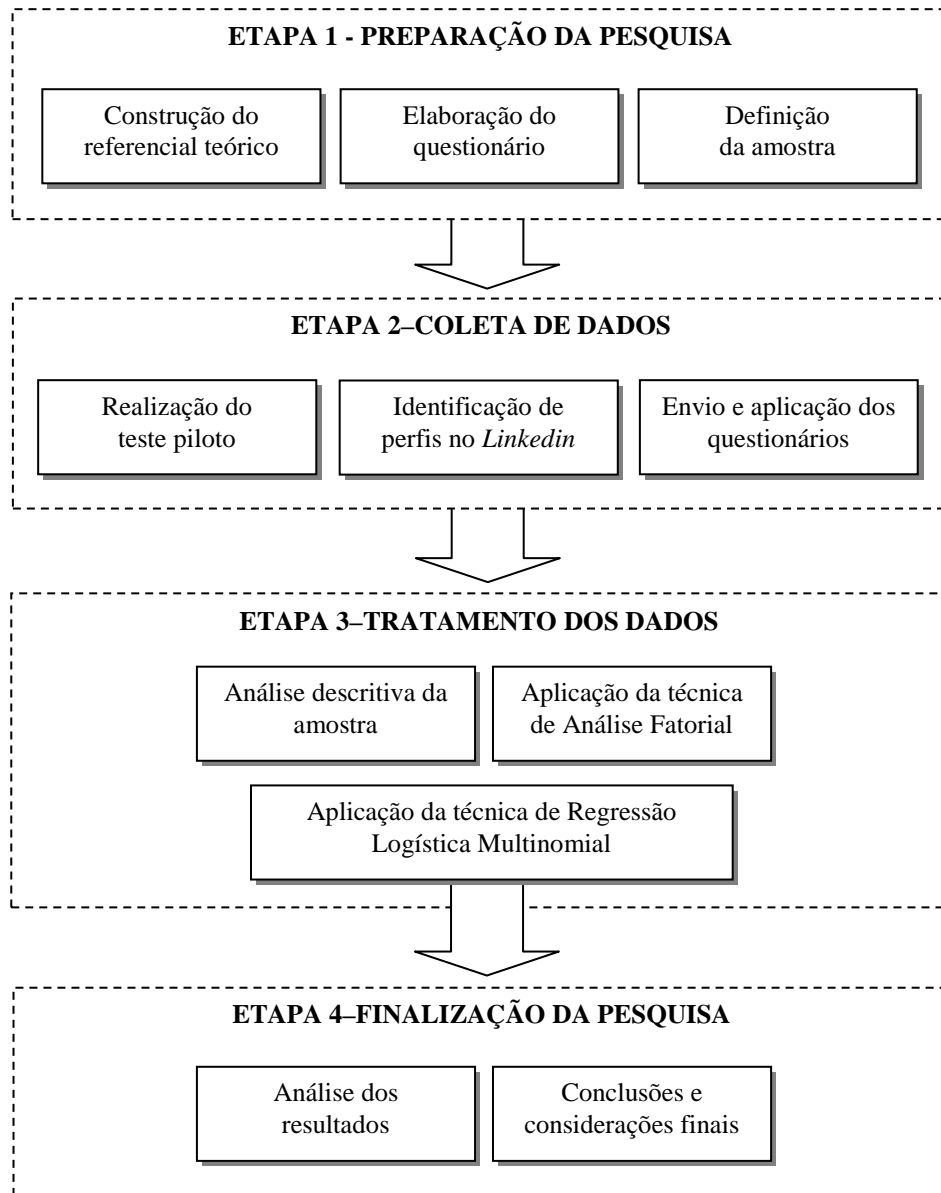 ETAPA 1 - PREPARAÇÃO DA PESQUISA
Construção do
referencial teórico
Elaboração do
questionário
Definição
da amostra
ETAPA 2–COLETA DE DADOS
Realização do
teste piloto
Identificação de
perfis no Linkedin
Envio e aplicação dos
questionários
ETAPA 3–TRATAMENTO DOS DADOS
Análise descritiva da
amostra
Aplicação da técnica
de Análise Fatorial
Aplicação da técnica de Regressão
Logística Multinomial
ETAPA 4–FINALIZAÇÃO DA PESQUISA
Análise dos
resultados
Conclusões e
considerações finais